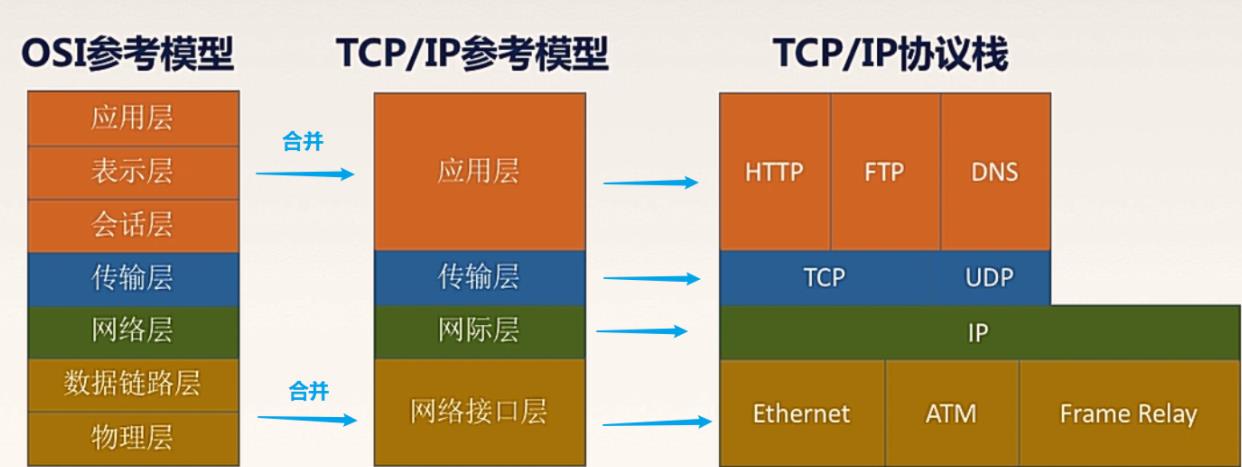 OSI参考模型
应用层
表示层
会话层
传输层
网络层
数据链路层
物理层
合并
合并
TCP/IP参考模型
应用层
传输层
网际层
网络接口层
TCP/IP协议栈
HTTP FTP DNS
TCP UDP
IP
Ethernet ATM Frame Relay